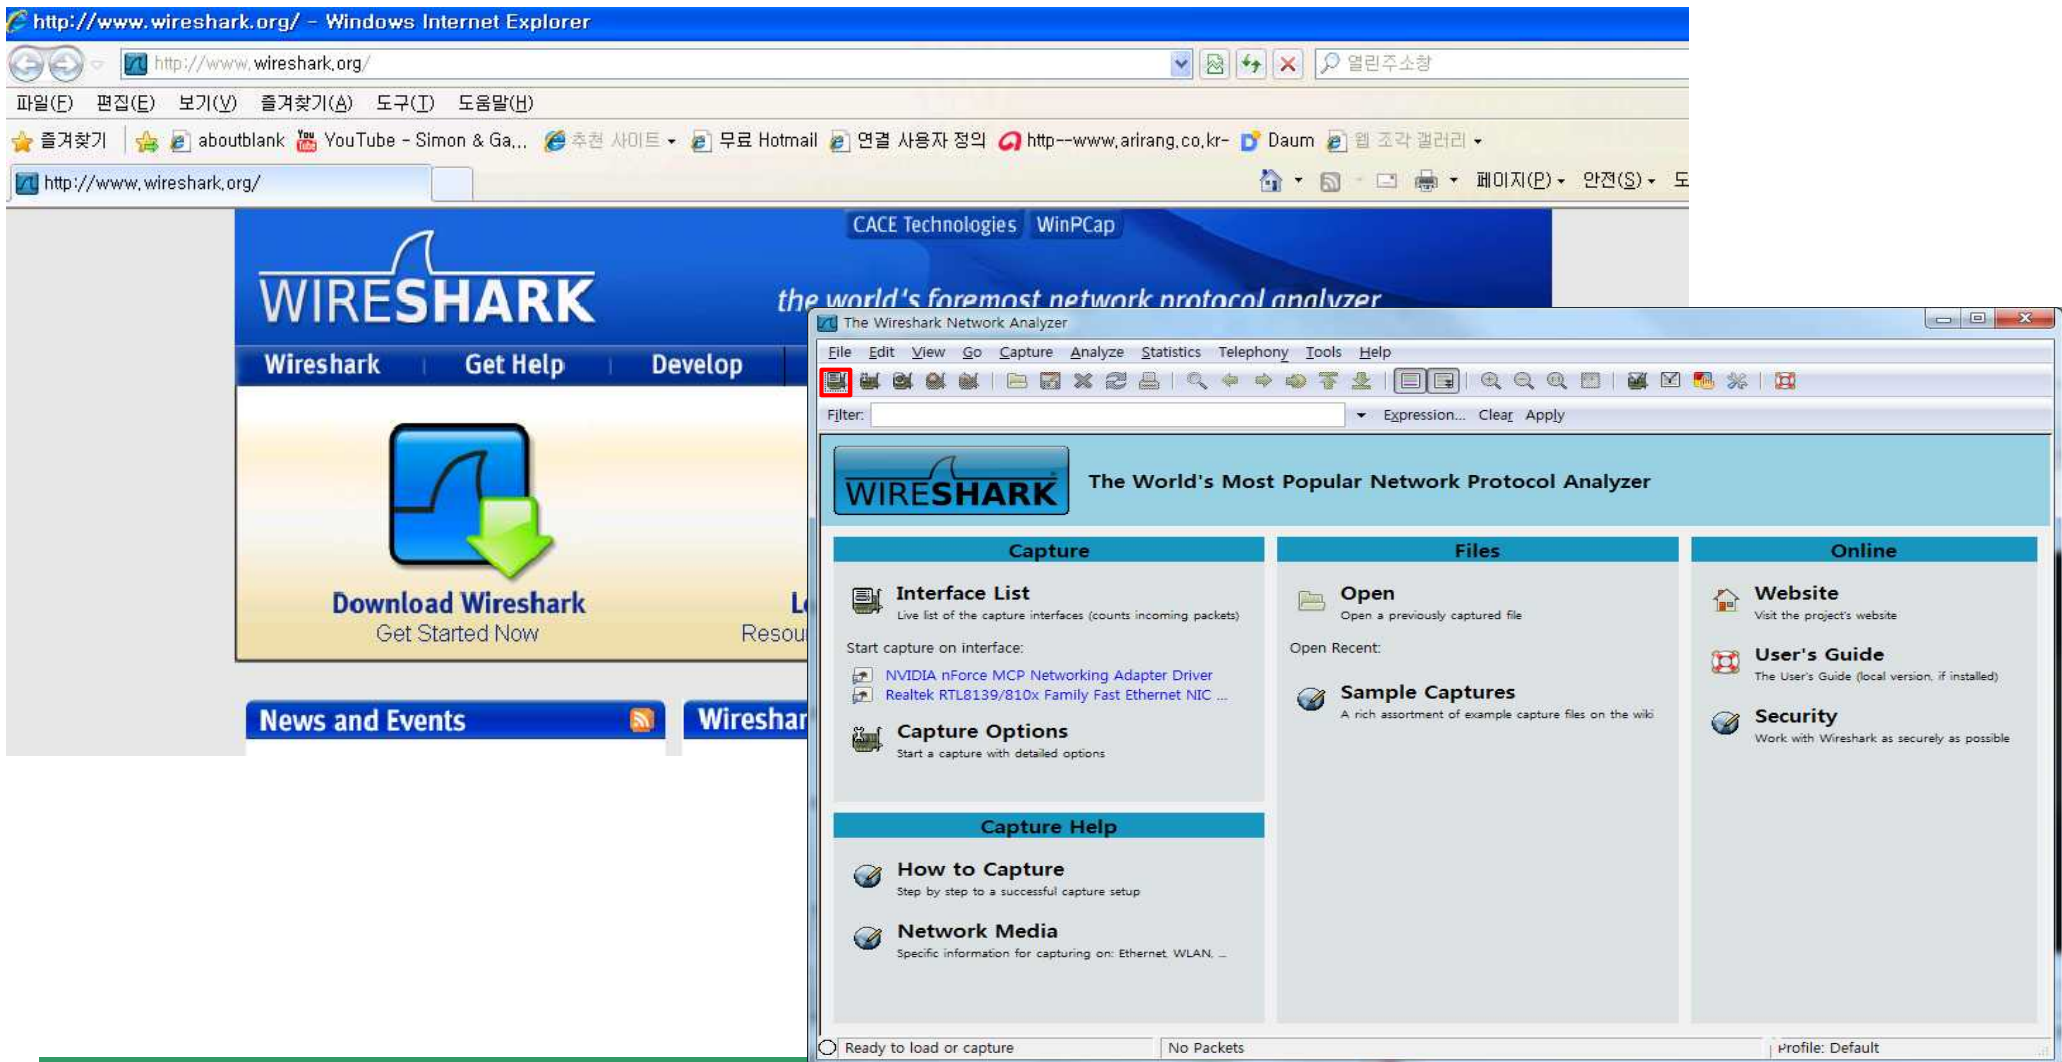 http://www.wireshark.org/ - Windows Internet Explorer
http://www.wireshark.org/
열린주소창
파일(F) 편집(E) 보기(V) 즐겨찾기(A) 도구(T) 도움말(H)
즐겨찾기 aboutblank YouTube - Simon & Ga... 추천 사이트 무료 Hotmail 연결 사용자 정의 http--www.arirang.co.kr- Daum 웹 조각 갤러리
http://www.wireshark.org/
페이지(P) 안전(S)
CACE Technologies WinPCap
WIRESHARK
the world's foremost network protocol analyzer
Wireshark Get Help Develop
Download Wireshark
Get Started Now
News and Events
The Wireshark Network Analyzer
File Edit View Go Capture Analyze Statistics Telephony Tools Help
Filter: Expression... Clear Apply
WIRESHARK
The World's Most Popular Network Protocol Analyzer
Capture
Interface List
Live list of the capture interfaces (counts incoming packets)
Start capture on interface:
NVIDIA nForce MCP Networking Adapter Driver
Realtek RTL8139/810x Family Fast Ethernet NIC ...
Capture Options
Start a capture with detailed options
Capture Help
How to Capture
Step by step to a successful capture setup
Network Media
Specific information for capturing on: Ethernet, WLAN, ...
Files
Open
Open a previously captured file
Open Recent:
Sample Captures
A rich assortment of example capture files on the wiki
Online
Website
Visit the project's website
User's Guide
The User's Guide (local version, if installed)
Security
Work with Wireshark as securely as possible
Ready to load or capture
No Packets
Profile: Default